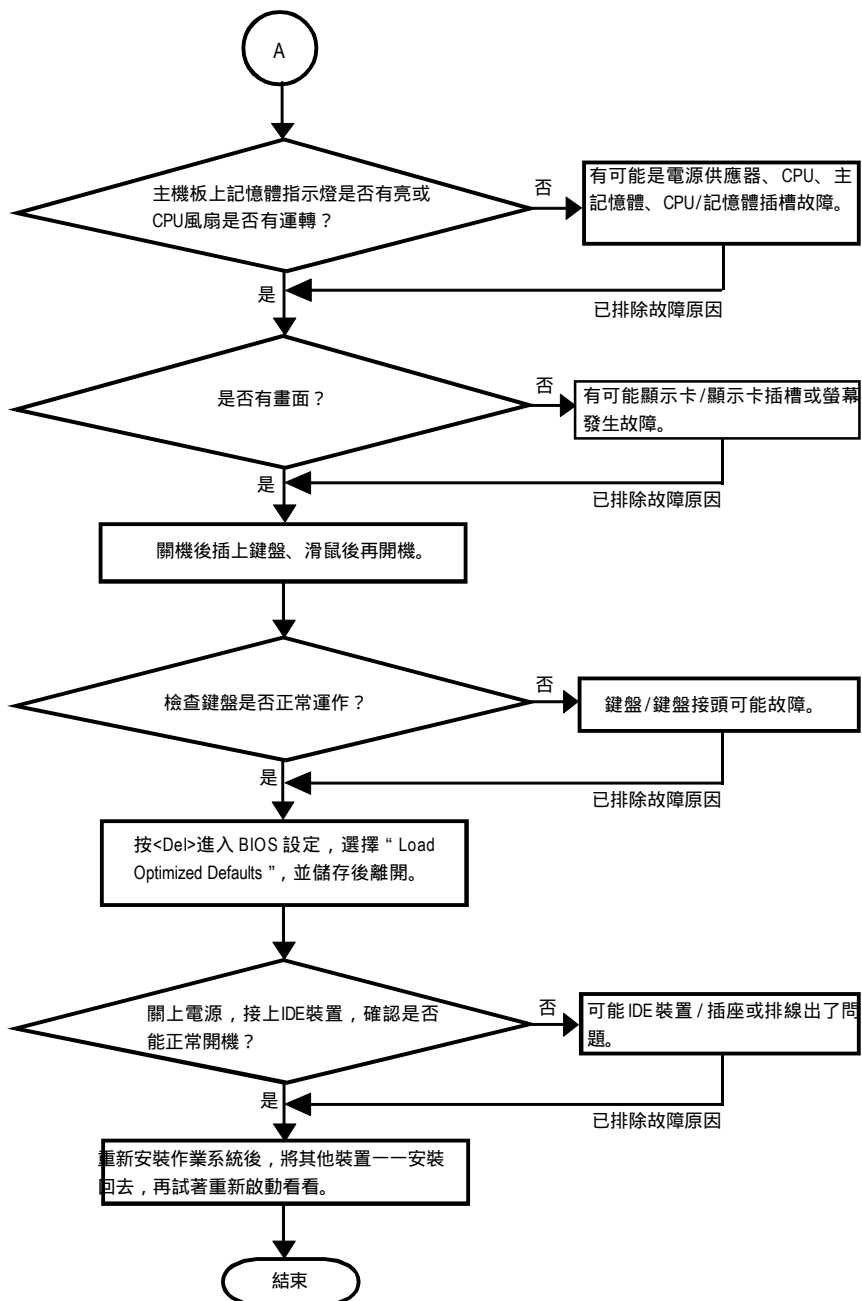 A
主機板上記憶體指示燈是否有亮或
CPU風扇是否有運轉？
否
有可能是電源供應器、CPU、主
記憶體、CPU/記憶體插槽故障。
是
已排除故障原因
是否有畫面？
否
有可能顯示卡/顯示卡插槽或螢幕
發生故障。
是
已排除故障原因
關機後插上鍵盤、滑鼠後再開機。
檢查鍵盤是否正常運作？
否
鍵盤/鍵盤接頭可能故障。
是
已排除故障原因
按<Del>進入 BIOS 設定，選擇“ Load
Optimized Defaults ”，並儲存後離開。
關上電源，接上IDE裝置，確認是否
能正常開機？
否
可能 IDE 裝置 / 插座或排線出了問
題。
是
已排除故障原因
重新安裝作業系統後，將其他裝置一一安裝
回去，再試著重新啟動看看。
結束